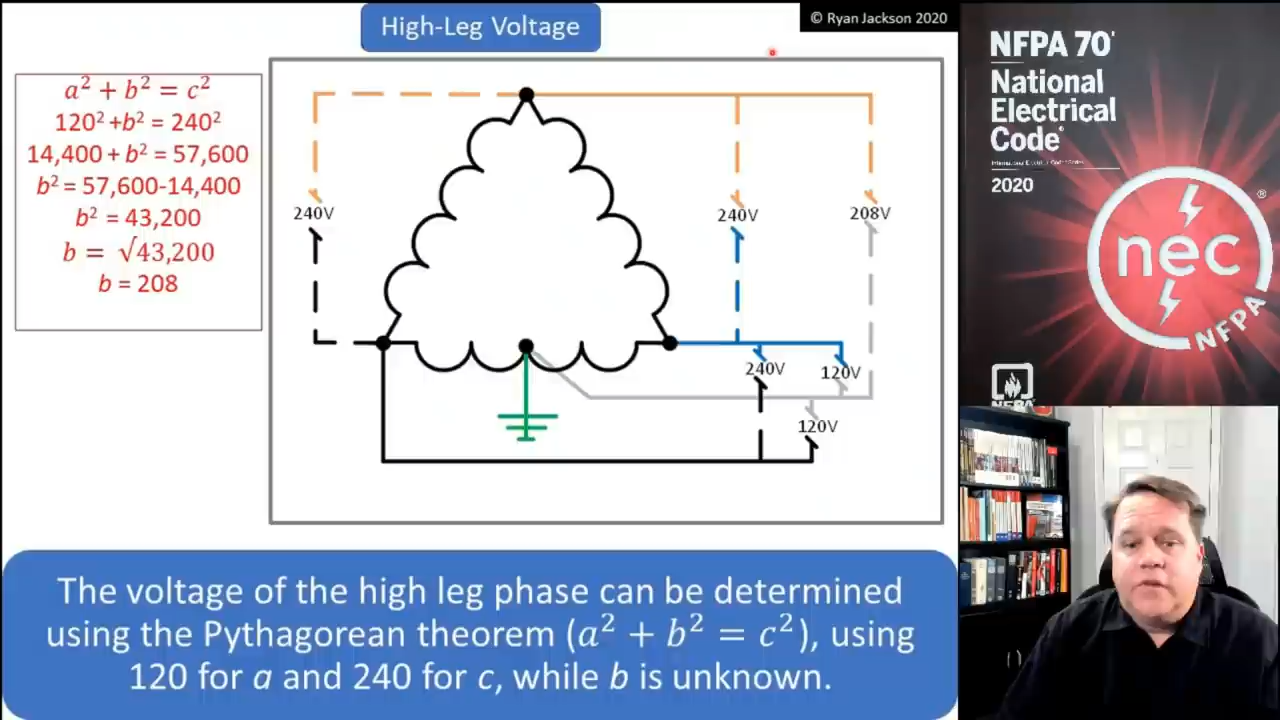 High-Leg Voltage
© Ryan Jackson 2020
a² + b² = c²
120² +b² = 240²
14,400 + b² = 57,600
b² = 57,600-14,400
b² = 43,200
b = √43,200
b = 208
240V
240V
208V
240V
120V
120V
The voltage of the high leg phase can be determined
using the Pythagorean theorem (a² + b² = c²), using
120 for a and 240 for c, while b is unknown.
NFPA 70®
National
Electrical
Code®
2020
nec
®
NFPA
NFPA